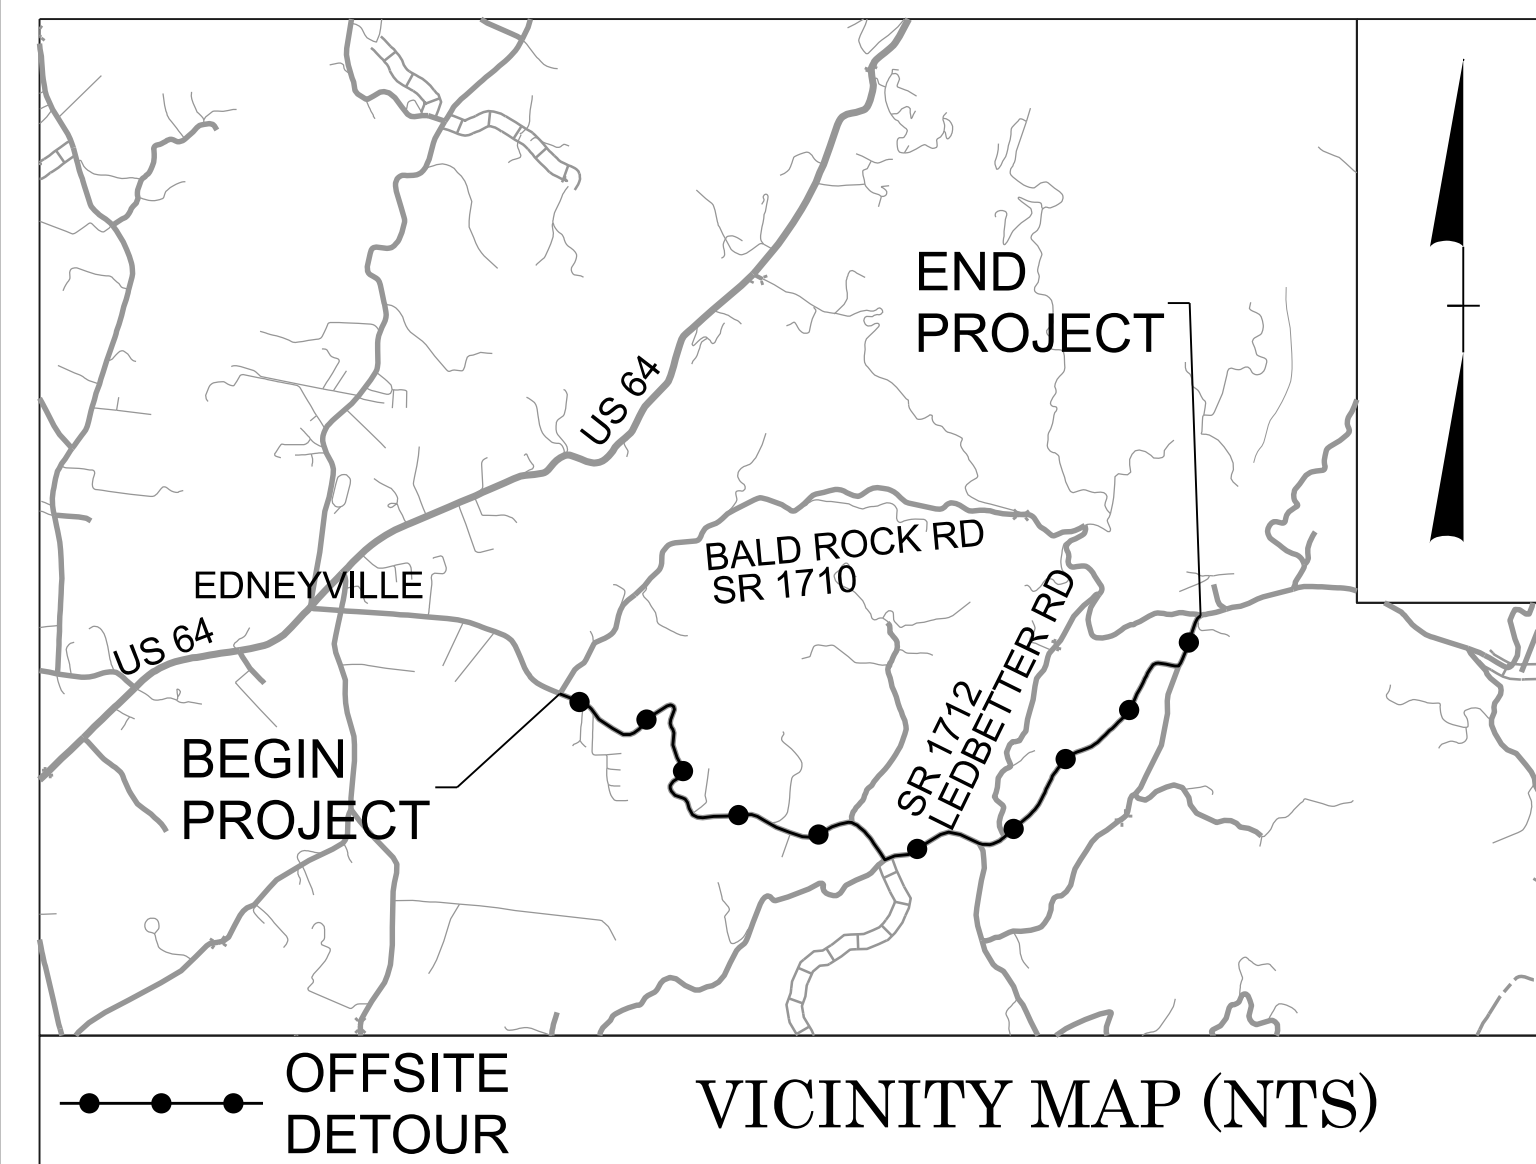 END
PROJECT
US 64
BALD ROCK RD
SR 1710
EDNEYVILLE
US 64
SR 1712
LEDBETTER RD
BEGIN
PROJECT
OFFSITE
DETOUR
VICINITY MAP (NTS)